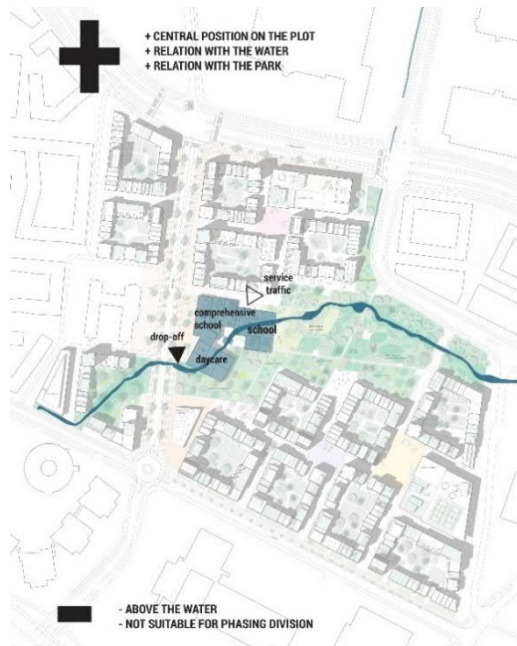 + CENTRAL POSITION ON THE PLOT
+ RELATION WITH THE WATER
+ RELATION WITH THE PARK
service
traffic
comprehensive
school
school
drop-off
daycare
- ABOVE THE WATER
- NOT SUITABLE FOR PHASING DIVISION